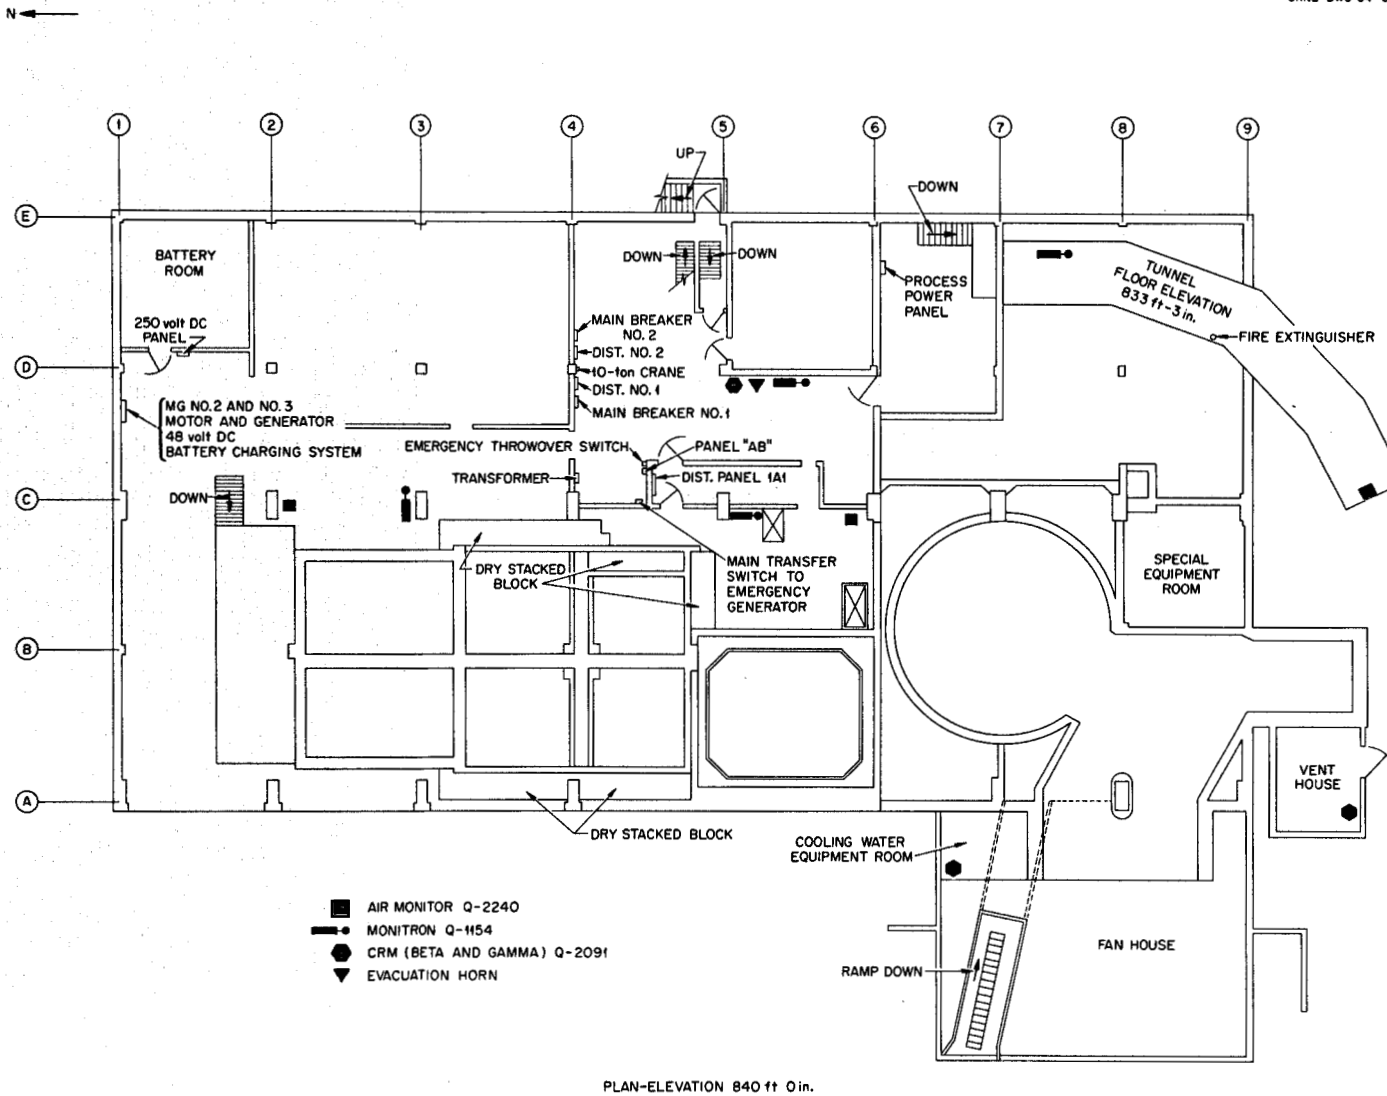 N
1
2
3
4
5
6
7
8
9
UP
DOWN
E
BATTERY
ROOM
DOWN
DOWN
TUNNEL
FLOOR ELEVATION
833 ft-3 in.
PROCESS
POWER
PANEL
250 volt DC
PANEL
MAIN BREAKER
NO. 2
DIST. NO. 2
10-ton CRANE
DIST. NO. 1
MAIN BREAKER NO. 1
FIRE EXTINGUISHER
D
MG NO. 2 AND NO. 3
MOTOR AND GENERATOR
48 volt DC
BATTERY CHARGING SYSTEM
EMERGENCY THROWOVER SWITCH
PANEL "AB"
TRANSFORMER
DIST. PANEL 1A1
C
DOWN
DRY STACKED
BLOCK
MAIN TRANSFER
SWITCH TO
EMERGENCY
GENERATOR
SPECIAL
EQUIPMENT
ROOM
B
VENT
HOUSE
A
DRY STACKED BLOCK
COOLING WATER
EQUIPMENT ROOM
AIR MONITOR Q-2240
MONITRON Q-1154
CRM (BETA AND GAMMA) Q-2091
EVACUATION HORN
FAN HOUSE
RAMP DOWN
PLAN-ELEVATION 840 ft 0 in.